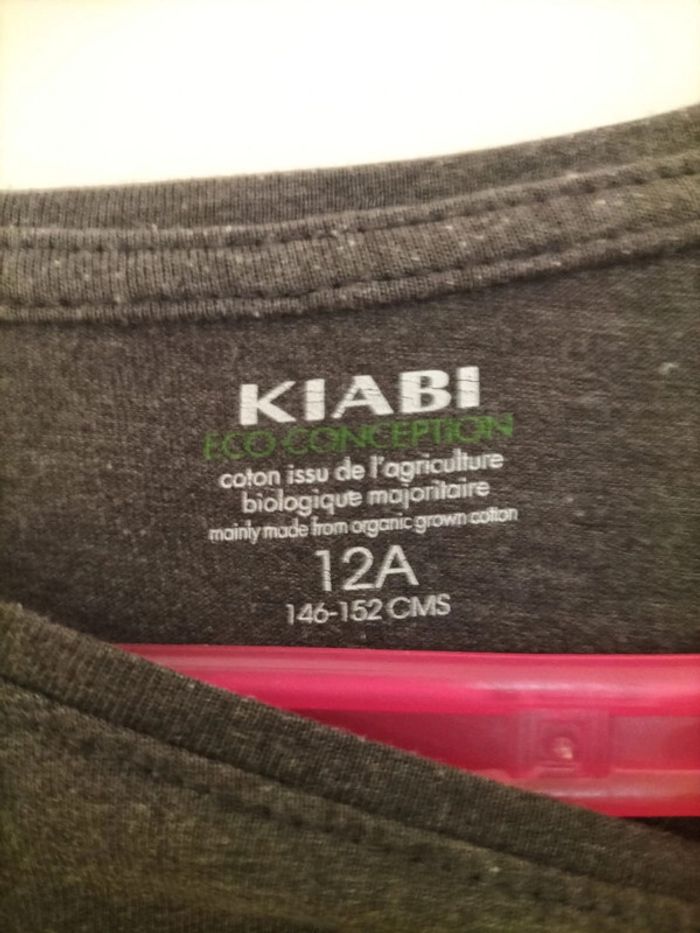 KIABI
ECO CONCEPTION
coton issu de l'agriculture
biologique majoritaire
mainly made from organic grown cotton
12A
146-152 CMS